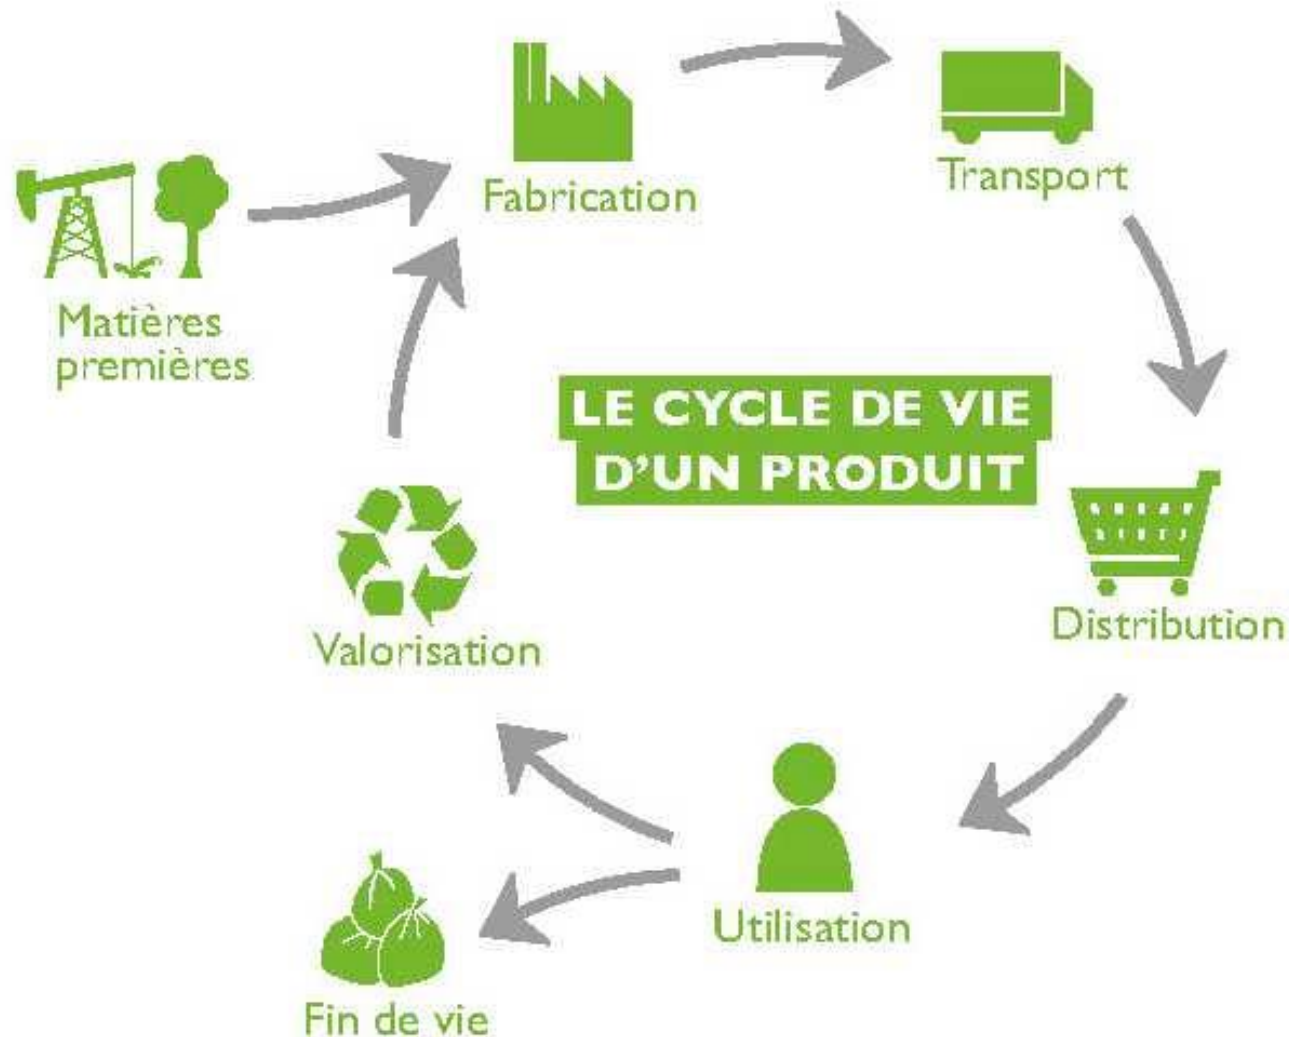 Fabrication
Transport
Matières
premières
LE CYCLE DE VIE
D'UN PRODUIT
Distribution
Valorisation
Utilisation
Fin de vie